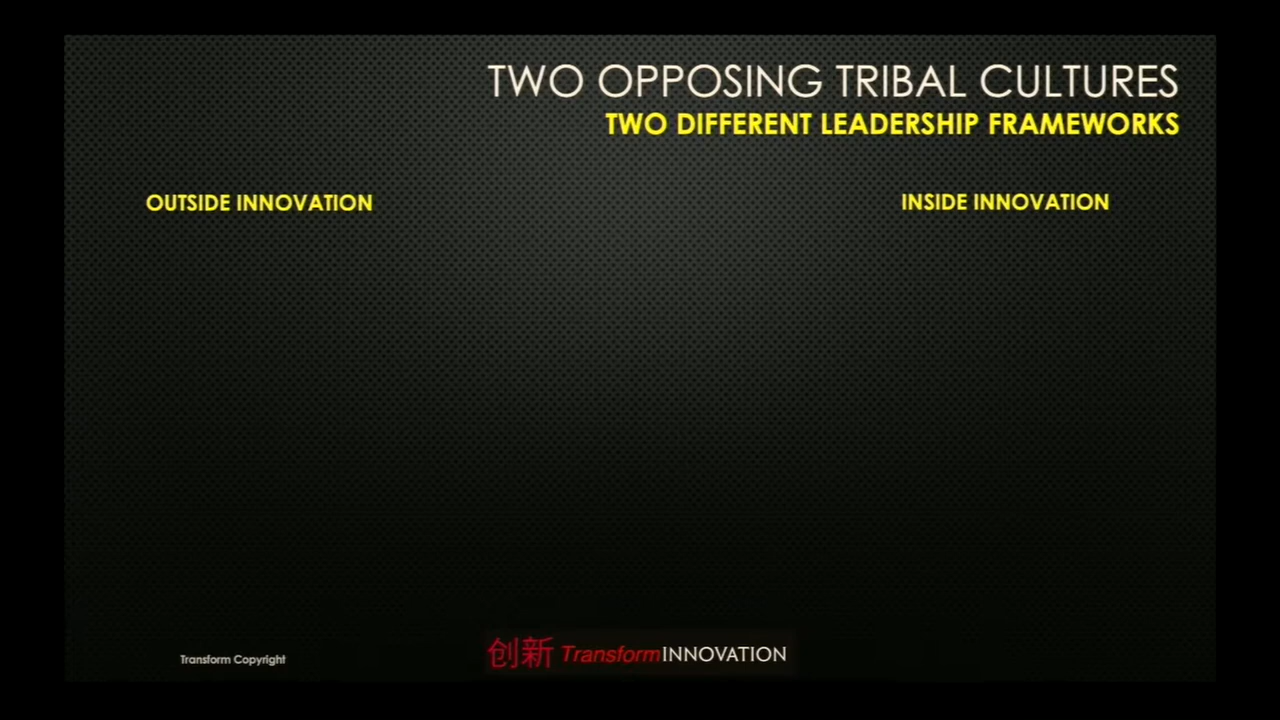 TWO OPPOSING TRIBAL CULTURES
TWO DIFFERENT LEADERSHIP FRAMEWORKS
OUTSIDE INNOVATION
INSIDE INNOVATION
Transform Copyright
创新 TransformINNOVATION